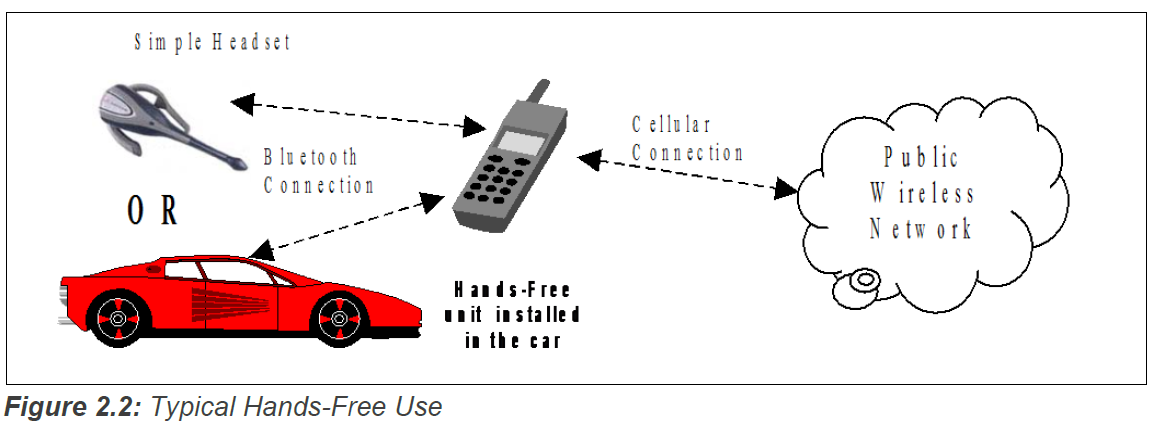 Simple Headset
Bluetooth
Connection
OR
Cellular
Connection
Public
Wireless
Network
Hands-Free
unit installed
in the car
Figure 2.2: Typical Hands-Free Use